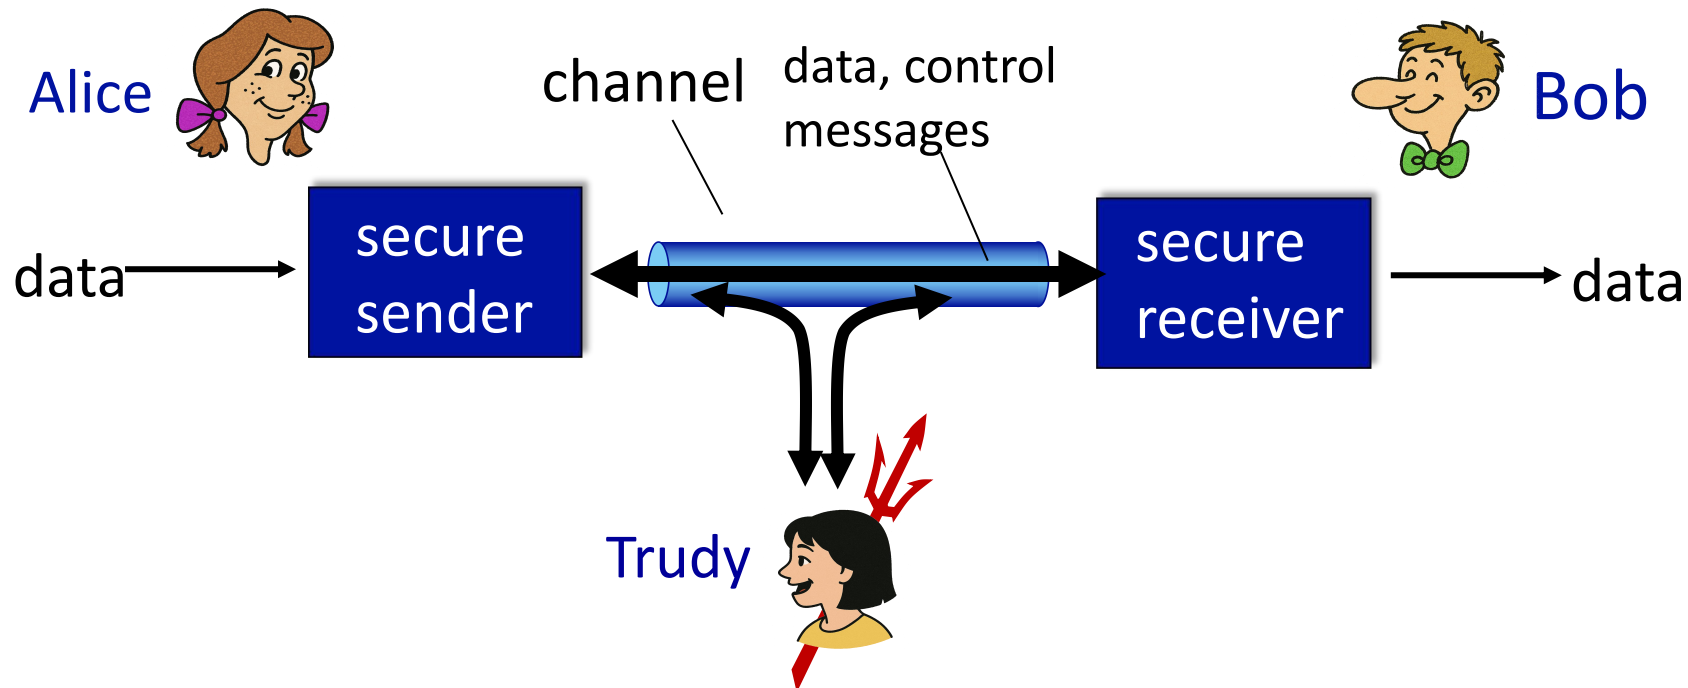 Alice
channel
data, control
messages
Bob
data
secure
sender
secure
receiver
data
Trudy